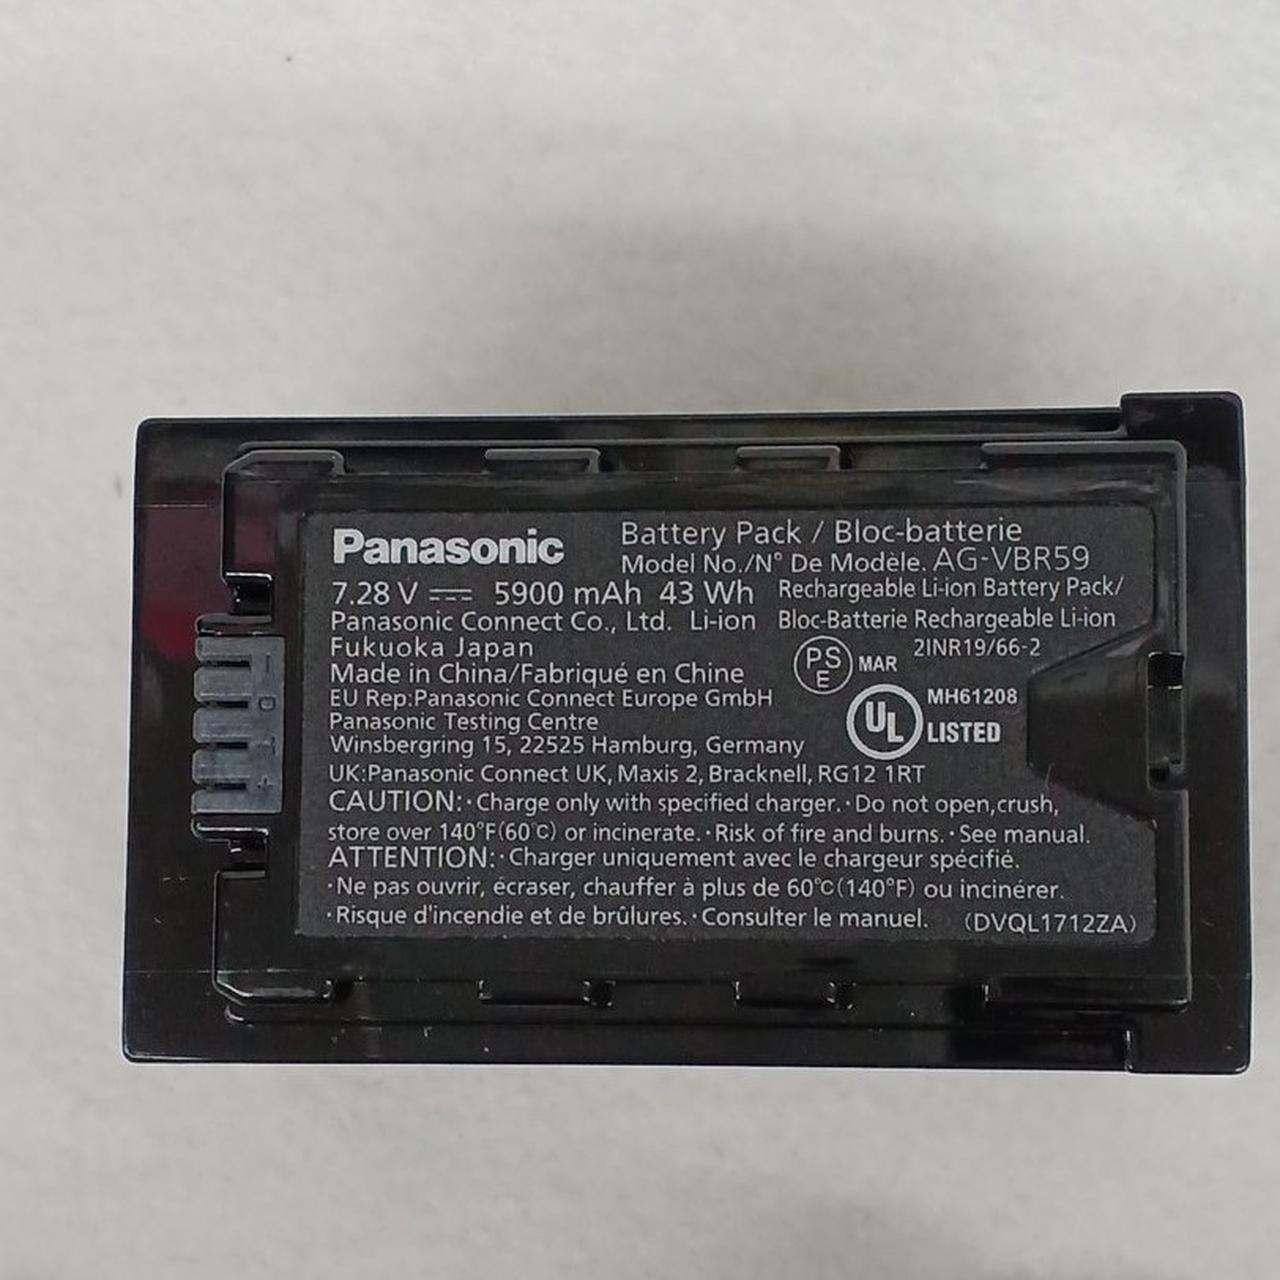 Panasonic
Battery Pack / Bloc-batterie
Model No./N° De Modèle. AG-VBR59
7.28 V ⎓ 5900 mAh 43 Wh
Rechargeable Li-ion Battery Pack/
Panasonic Connect Co., Ltd. Li-ion
Bloc-Batterie Rechargeable Li-ion
Fukuoka Japan
2INR19/66-2
PS
E
MAR
Made in China/Fabriqué en Chine
EU Rep:Panasonic Connect Europe GmbH
MH61208
Panasonic Testing Centre
UL LISTED
Winsbergring 15, 22525 Hamburg, Germany
UK:Panasonic Connect UK, Maxis 2, Bracknell, RG12 1RT
CAUTION:·Charge only with specified charger.·Do not open,crush,
store over 140°F(60℃) or incinerate.·Risk of fire and burns.·See manual.
ATTENTION:·Charger uniquement avec le chargeur spécifié.
·Ne pas ouvrir, écraser, chauffer à plus de 60℃(140°F) ou incinérer.
·Risque d'incendie et de brûlures.·Consulter le manuel. (DVQL1712ZA)
D
T
+